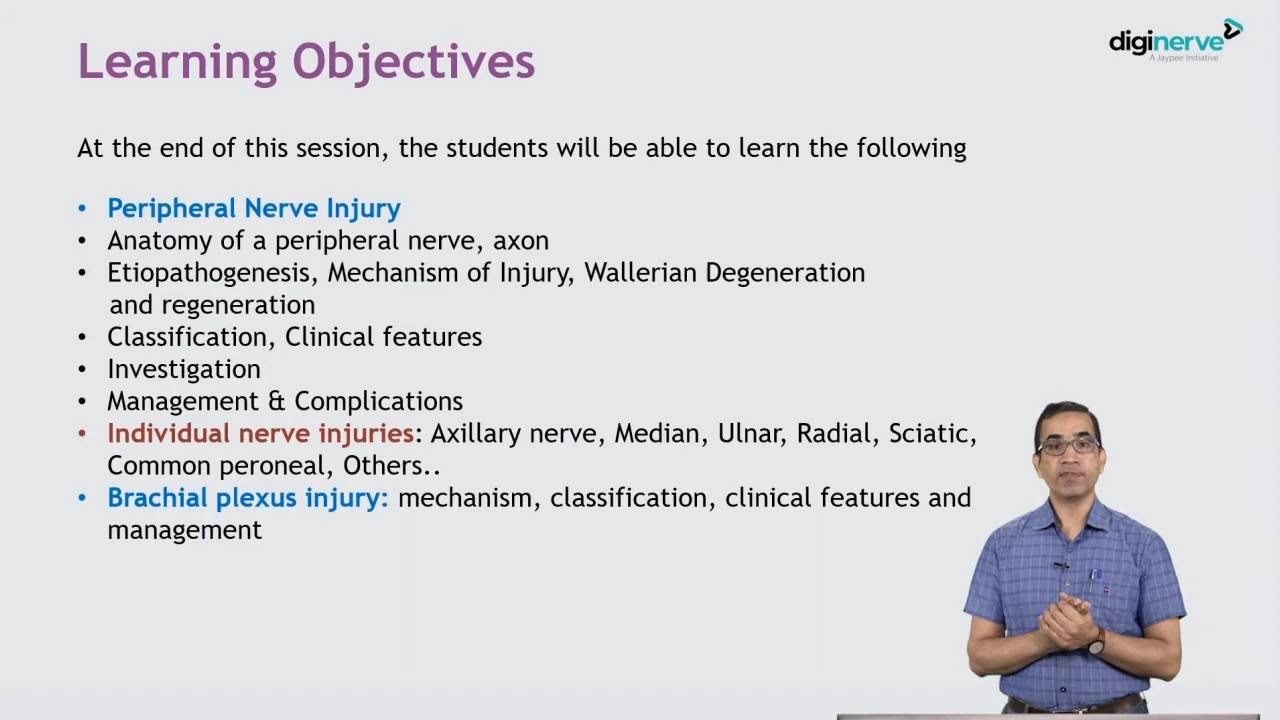 Learning Objectives
diginerve
A Jaypee Initiative
At the end of this session, the students will be able to learn the following
• Peripheral Nerve Injury
• Anatomy of a peripheral nerve, axon
• Etiopathogenesis, Mechanism of Injury, Wallerian Degeneration
and regeneration
• Classification, Clinical features
• Investigation
• Management & Complications
• Individual nerve injuries: Axillary nerve, Median, Ulnar, Radial, Sciatic,
Common peroneal, Others..
• Brachial plexus injury: mechanism, classification, clinical features and
management